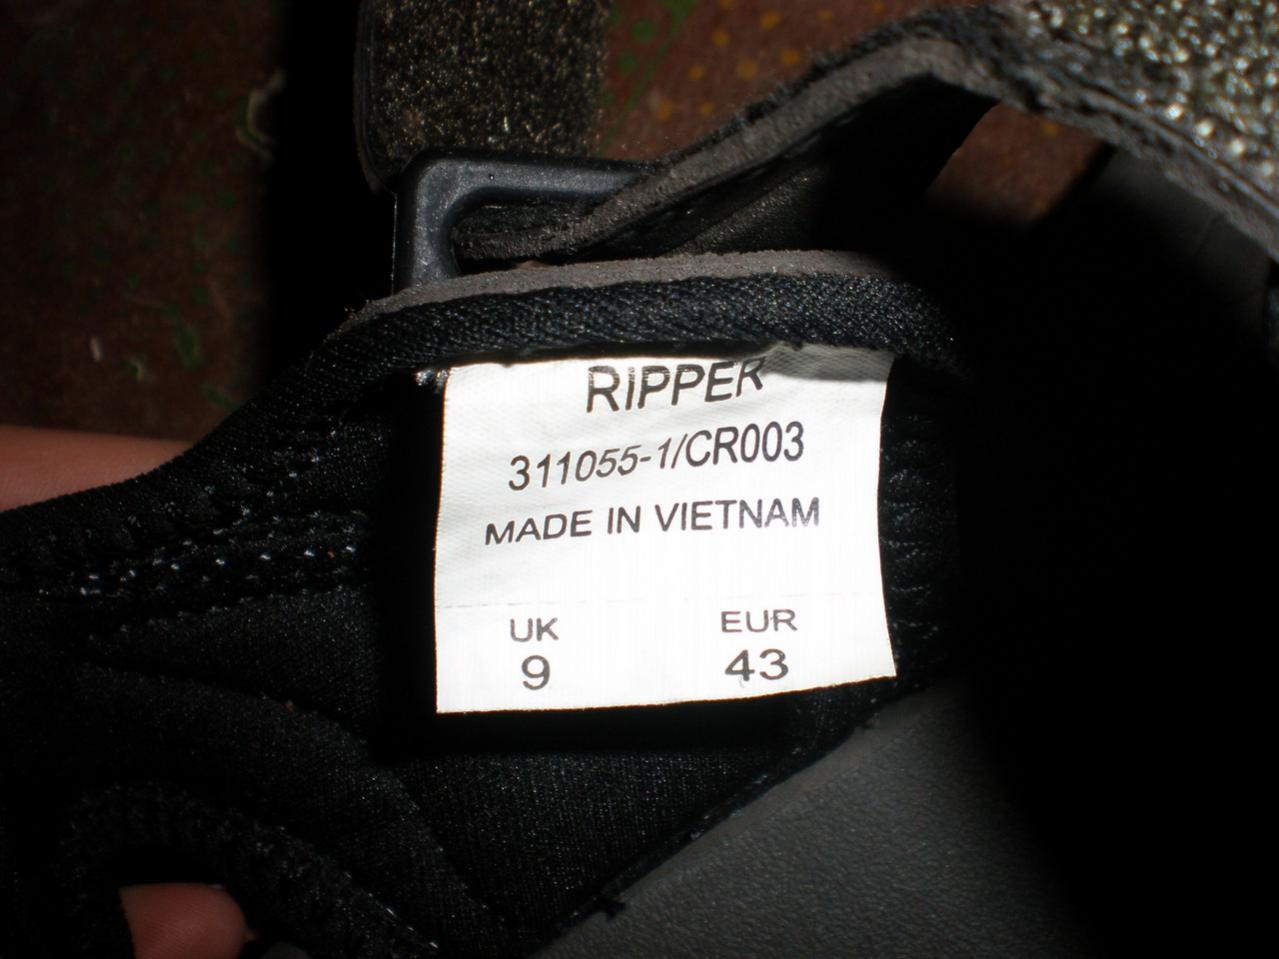 RIPPER
311055-1/CR003
MADE IN VIETNAM
UK EUR
9 43